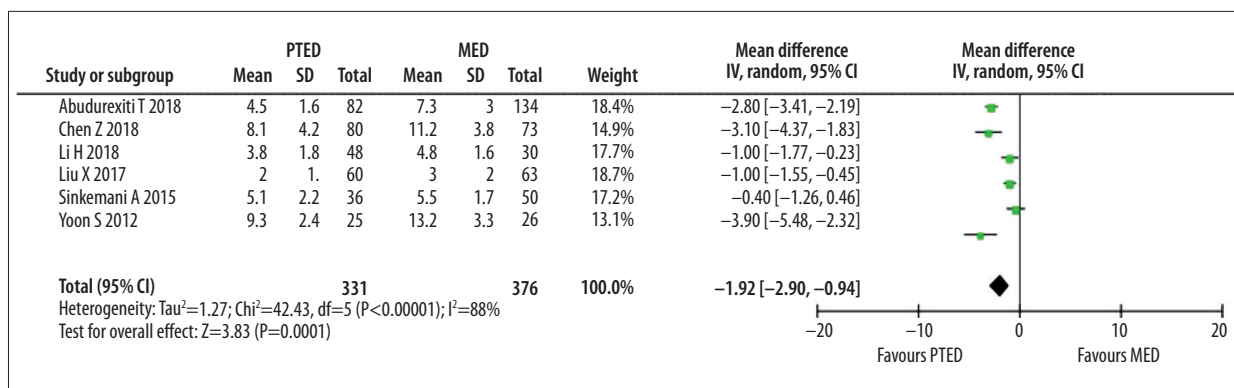 PTED MED Mean difference Mean difference
Study or subgroup Mean SD Total Mean SD Total Weight IV, random, 95% CI IV, random, 95% CI
Abudurexiti T 2018 4.5 1.6 82 7.3 3 134 18.4% −2.80 [−3.41, −2.19]
Chen Z 2018 8.1 4.2 80 11.2 3.8 73 14.9% −3.10 [−4.37, −1.83]
Li H 2018 3.8 1.8 48 4.8 1.6 30 17.7% −1.00 [−1.77, −0.23]
Liu X 2017 2 1. 60 3 2 63 18.7% −1.00 [−1.55, −0.45]
Sinkemani A 2015 5.1 2.2 36 5.5 1.7 50 17.2% −0.40 [−1.26, 0.46]
Yoon S 2012 9.3 2.4 25 13.2 3.3 26 13.1% −3.90 [−5.48, −2.32]
Total (95% CI) 331 376 100.0% −1.92 [−2.90, −0.94]
Heterogeneity: Tau²=1.27; Chi²=42.43, df=5 (P<0.00001); I²=88%
Test for overall effect: Z=3.83 (P=0.0001)
−20 −10 0 10 20
Favours PTED Favours MED